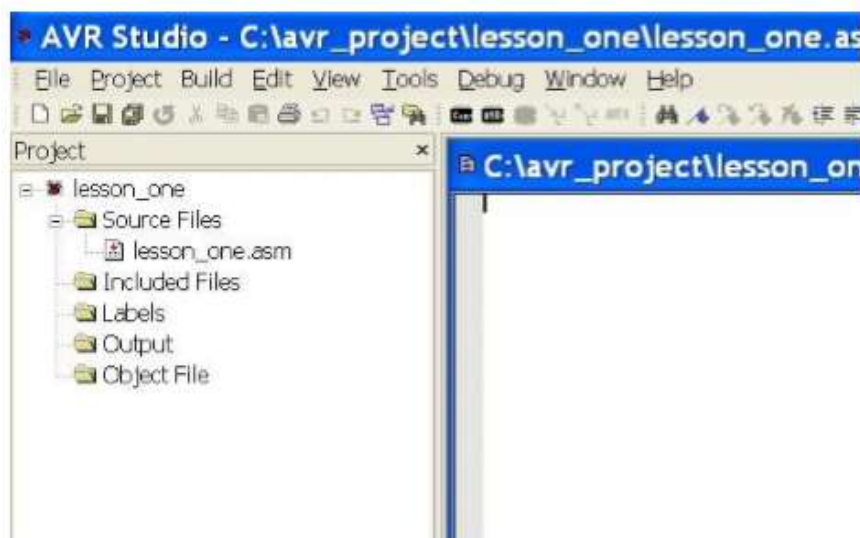 AVR Studio - C:\avr_project\lesson_one\lesson_one.as
File Project Build Edit View Tools Debug Window Help
Project
C:\avr_project\lesson_on
lesson_one
Source Files
lesson_one.asm
Included Files
Labels
Output
Object File